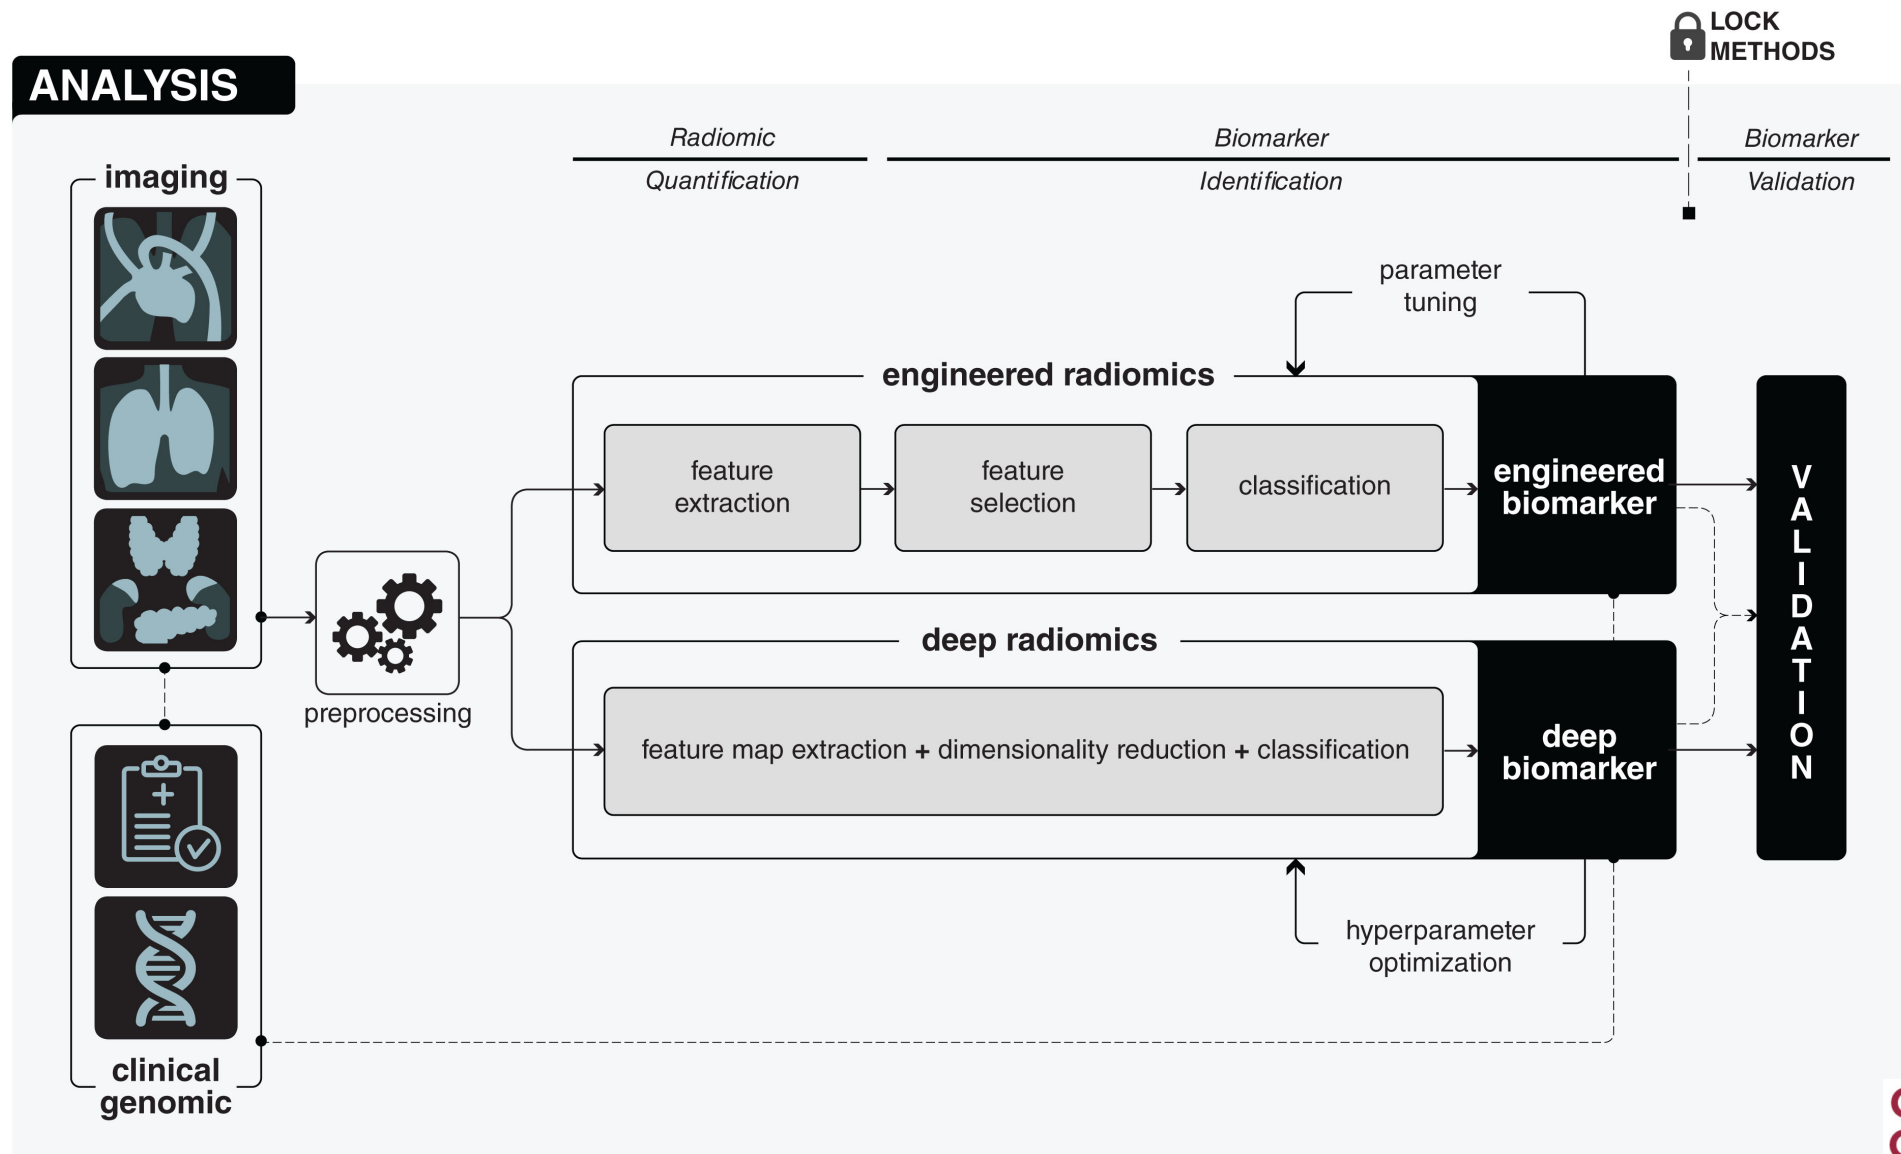 LOCK
METHODS
ANALYSIS
Radiomic
Quantification
Biomarker
Identification
Biomarker
Validation
imaging
parameter
tuning
engineered radiomics
feature
extraction
feature
selection
classification
engineered
biomarker
VALIDATION
preprocessing
deep radiomics
feature map extraction + dimensionality reduction + classification
deep
biomarker
hyperparameter
optimization
clinical
genomic